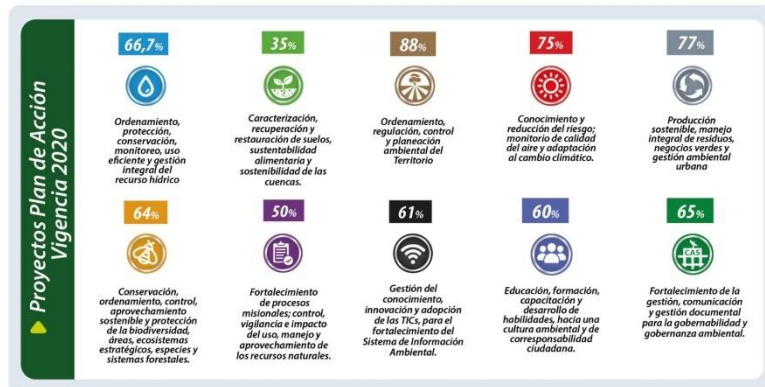 Proyectos Plan de Acción
Vigencia 2020
66,7%
Ordenamiento,
protección,
conservación,
monitoreo, uso
eficiente y gestión
integral del
recurso hídrico
35%
Caracterización,
recuperación y
restauración de suelos,
sustentabilidad
alimentaria y
sostenibilidad de las
cuencas.
88%
Ordenamiento,
regulación, control
y planeación
ambiental del
Territorio
75%
Conocimiento y
reducción del riesgo;
monitorio de calidad
del aire y adaptación
al cambio climático.
77%
Producción
sostenible, manejo
integral de residuos,
negocios verdes y
gestión ambiental
urbana
64%
Conservación,
ordenamiento, control,
aprovechamiento
sostenible y protección
de la biodiversidad,
áreas, ecosistemas
estratégicos, especies y
sistemas forestales.
50%
Fortalecimiento
de procesos
misionales; control,
vigilancia e impacto
del uso, manejo y
aprovechamiento de
los recursos naturales.
61%
Gestión del
conocimiento,
innovación y adopción
de las TICs, para el
fortalecimiento del
Sistema de Información
Ambiental.
60%
Educación, formación,
capacitación y
desarrollo de
habilidades, hacia una
cultura ambiental y de
corresponsabilidad
ciudadana.
65%
CAS
Fortalecimiento de la
gestión, comunicación
y gestión documental
para la gobernabilidad y
gobernanza ambiental.